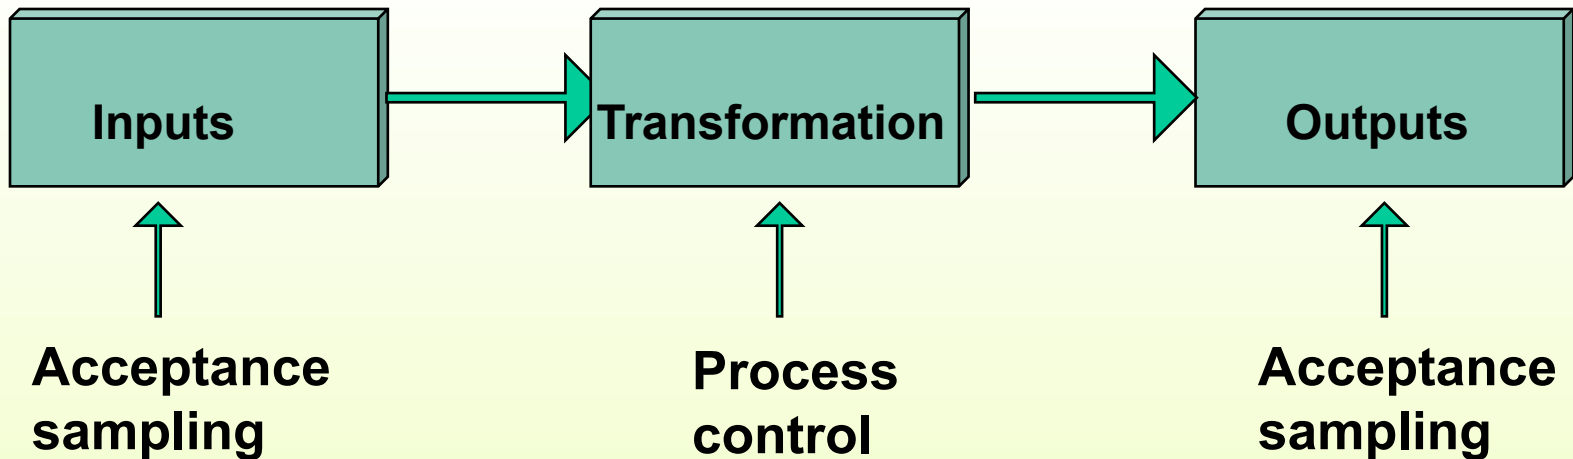 Inputs
Transformation
Outputs
Acceptance
sampling
Process
control
Acceptance
sampling